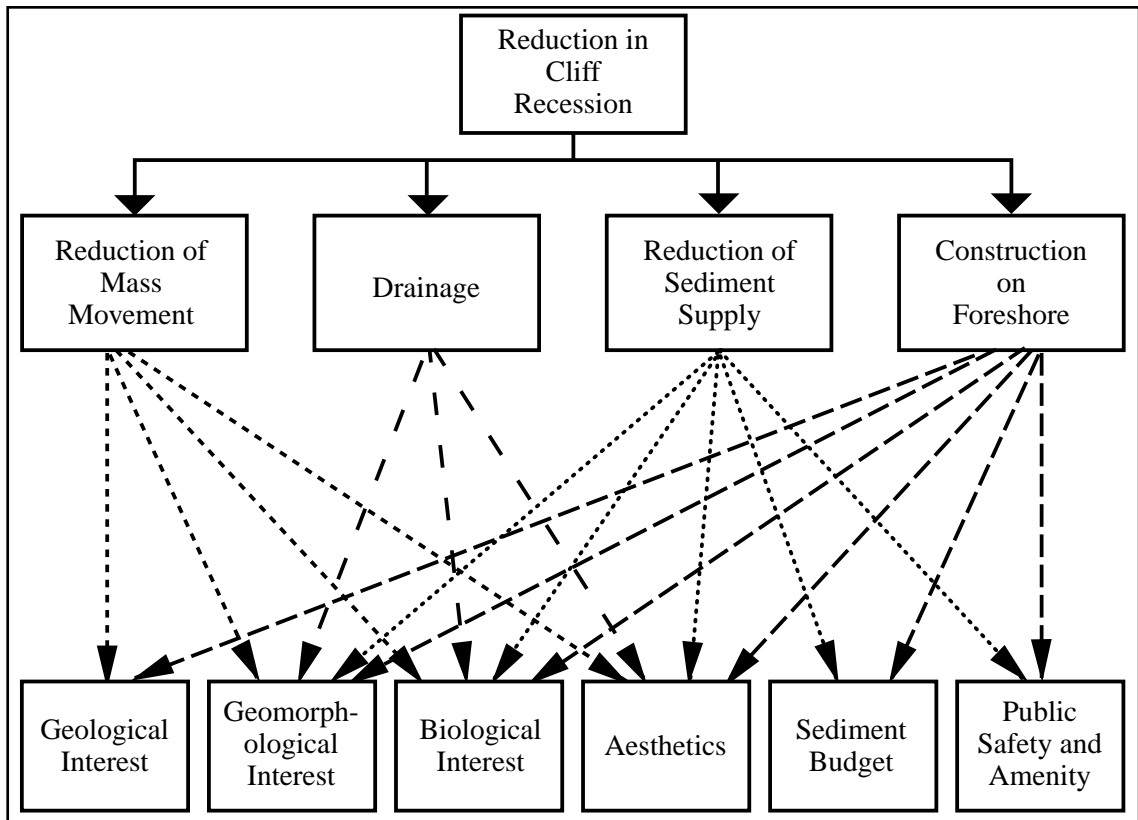 Reduction in
Cliff
Recession
Reduction of
Mass
Movement
Drainage
Reduction of
Sediment
Supply
Construction
on
Foreshore
Geological
Interest
Geomorph-
ological
Interest
Biological
Interest
Aesthetics
Sediment
Budget
Public
Safety and
Amenity